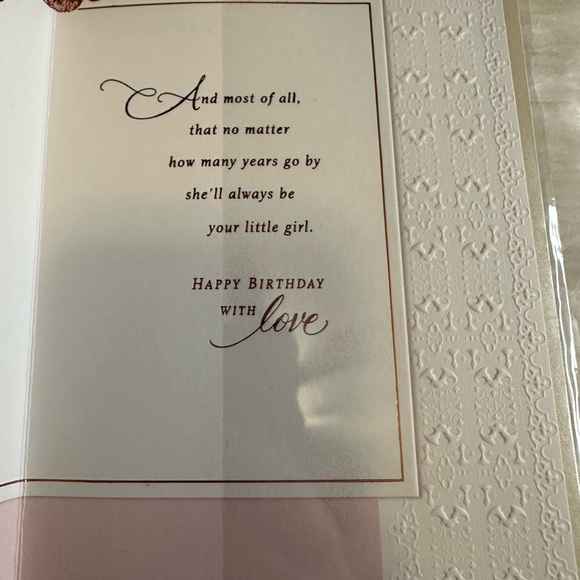 And most of all,
that no matter
how many years go by
she'll always be
your little girl.
HAPPY BIRTHDAY
WITH love